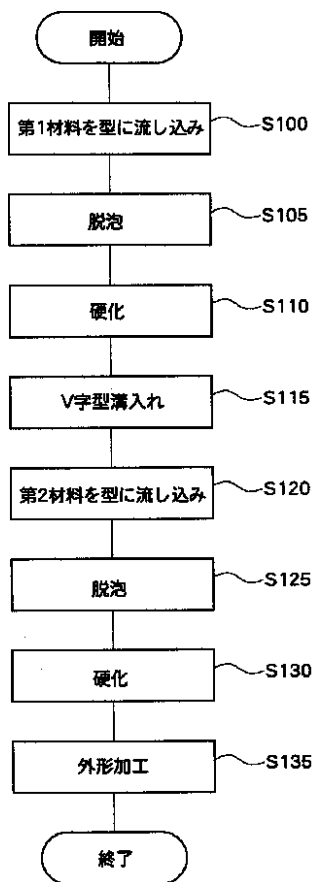 開始
第1材料を型に流し込み
S100
脱泡
S105
硬化
S110
V字型溝入れ
S115
第2材料を型に流し込み
S120
脱泡
S125
硬化
S130
外形加工
S135
終了